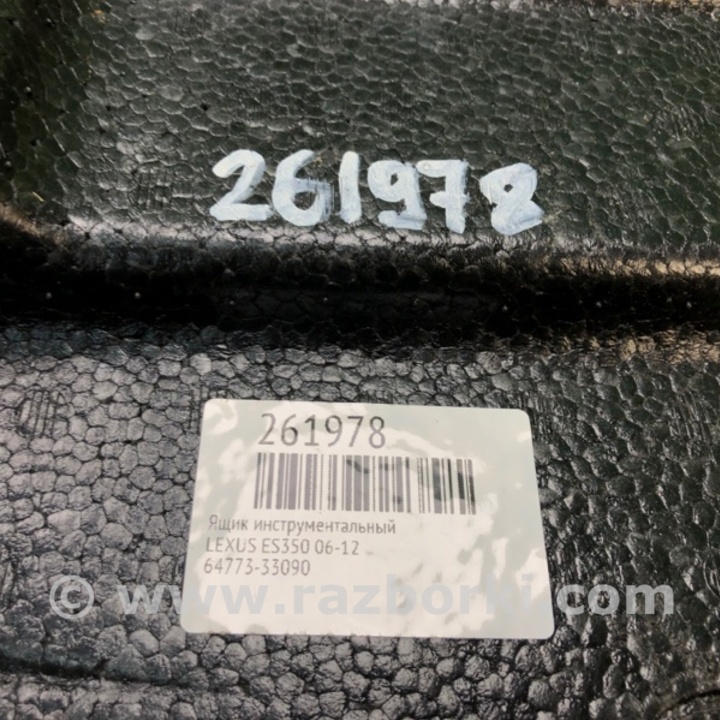 261978
261978
Ящик инструментальный
LEXUS ES350 06-12
64773-33090
© www.razborki.com